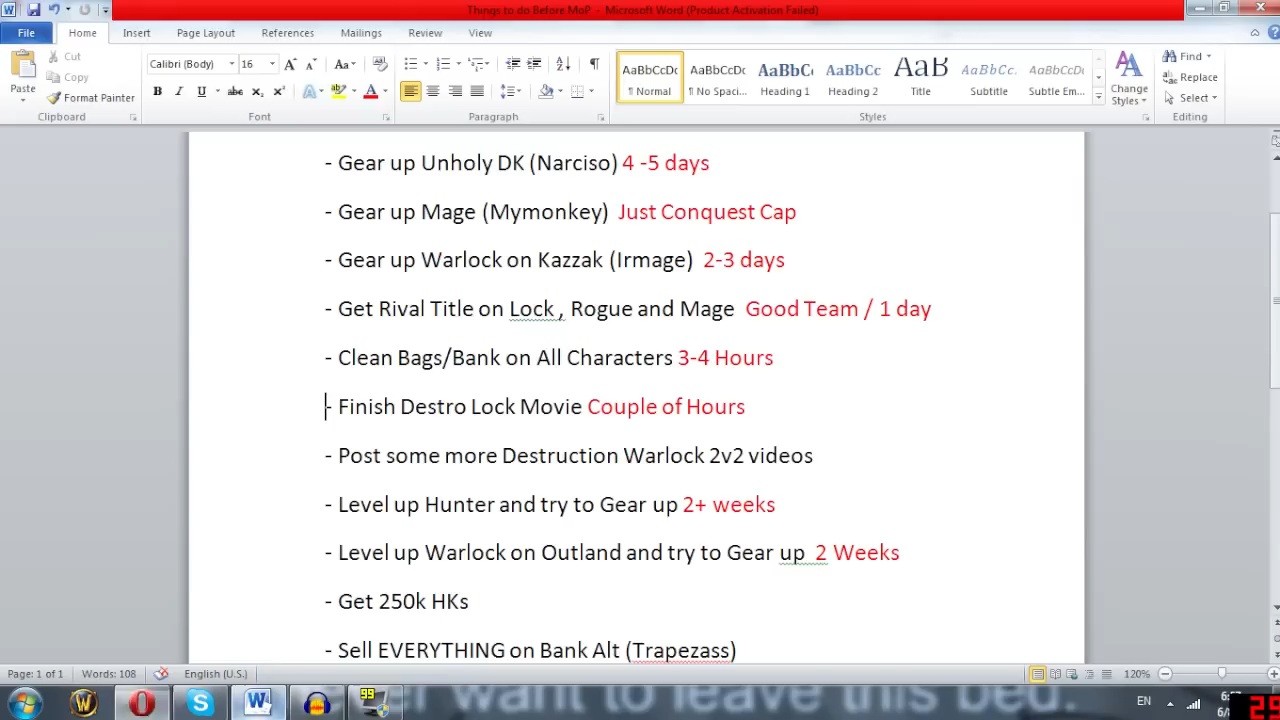 Things to do Before MoP - Microsoft Word (Product Activation Failed)
File Home Insert Page Layout References Mailings Review View
Cut
Copy
Format Painter
Paste
Calibri (Body) 16
AaBbCcDc AaBbCcDc AaBbC AaBbCc AaB AaBbCc. AaBbCcDc
¶ Normal ¶ No Spaci... Heading 1 Heading 2 Title Subtitle Subtle Em...
Change Styles
Find
Replace
Select
Clipboard Font Paragraph Styles Editing
- Gear up Unholy DK (Narciso) 4 -5 days
- Gear up Mage (Mymonkey) Just Conquest Cap
- Gear up Warlock on Kazzak (Irmage) 2-3 days
- Get Rival Title on Lock , Rogue and Mage Good Team / 1 day
- Clean Bags/Bank on All Characters 3-4 Hours
- Finish Destro Lock Movie Couple of Hours
- Post some more Destruction Warlock 2v2 videos
- Level up Hunter and try to Gear up 2+ weeks
- Level up Warlock on Outland and try to Gear up 2 Weeks
- Get 250k HKs
- Sell EVERYTHING on Bank Alt (Trapezass)
Page: 1 of 1 Words: 108 English (U.S.) 120%
want to leave this bed.
99
EN